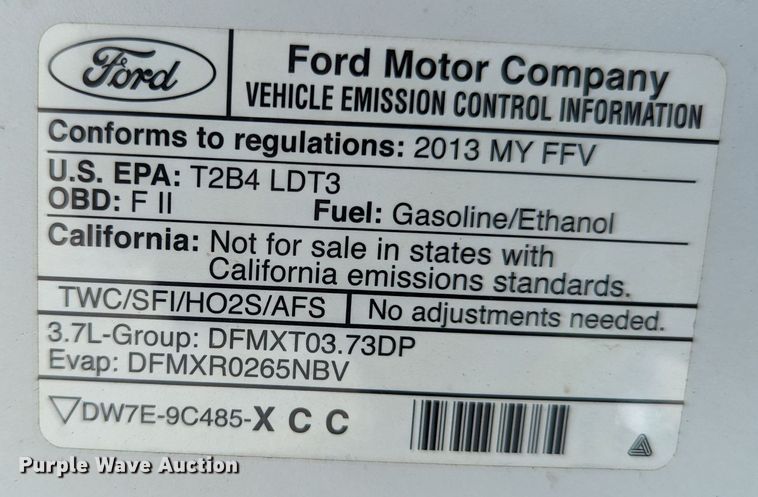 Ford
Ford Motor Company
VEHICLE EMISSION CONTROL INFORMATION
Conforms to regulations: 2013 MY FFV
U.S. EPA: T2B4 LDT3
OBD: F II Fuel: Gasoline/Ethanol
California: Not for sale in states with
California emissions standards.
TWC/SFI/HO2S/AFS No adjustments needed.
3.7L-Group: DFMXT03.73DP
Evap: DFMXR0265NBV
DW7E-9C485-X C C
Purple Wave Auction